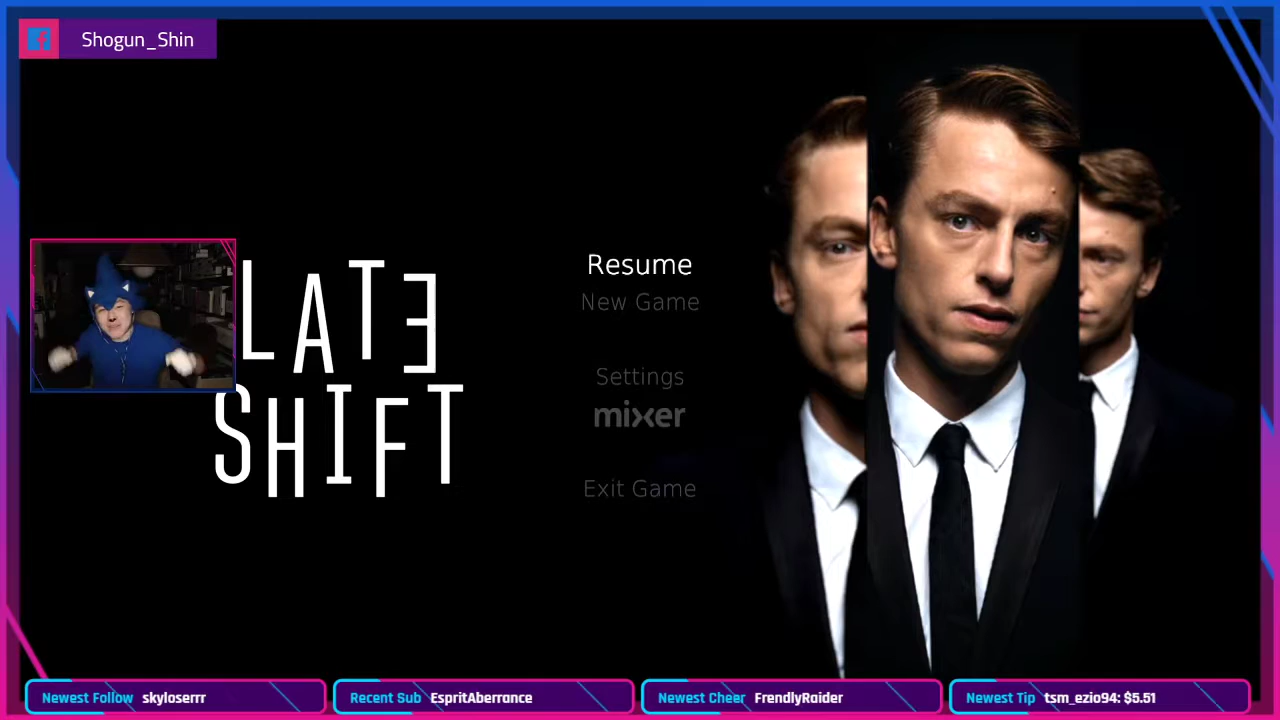 Shogun_Shin
LATE
SHIFT
Resume
New Game
Settings
mixer
Exit Game
Newest Follow skyloserrr
Recent Sub EspritAberrance
Newest Cheer FrendlyRaider
Newest Tip tsm_ezio94: $5.51